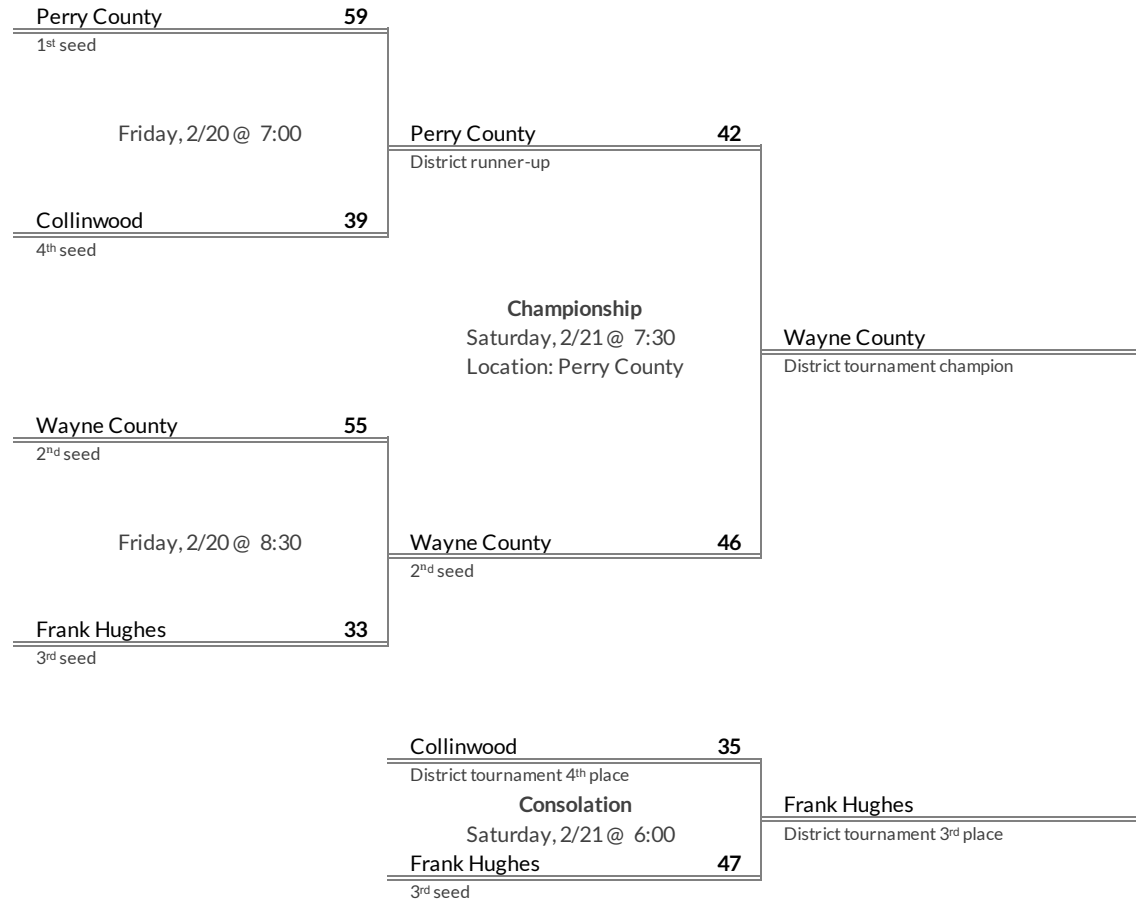 Perry County 59
1st seed
Friday, 2/20 @ 7:00
Perry County 42
District runner-up
Collinwood 39
4th seed
Championship
Saturday, 2/21 @ 7:30
Location: Perry County
Wayne County
District tournament champion
Wayne County 55
2nd seed
Friday, 2/20 @ 8:30
Wayne County 46
2nd seed
Frank Hughes 33
3rd seed
Collinwood 35
District tournament 4th place
Consolation
Saturday, 2/21 @ 6:00
Frank Hughes 47
3rd seed
Frank Hughes
District tournament 3rd place